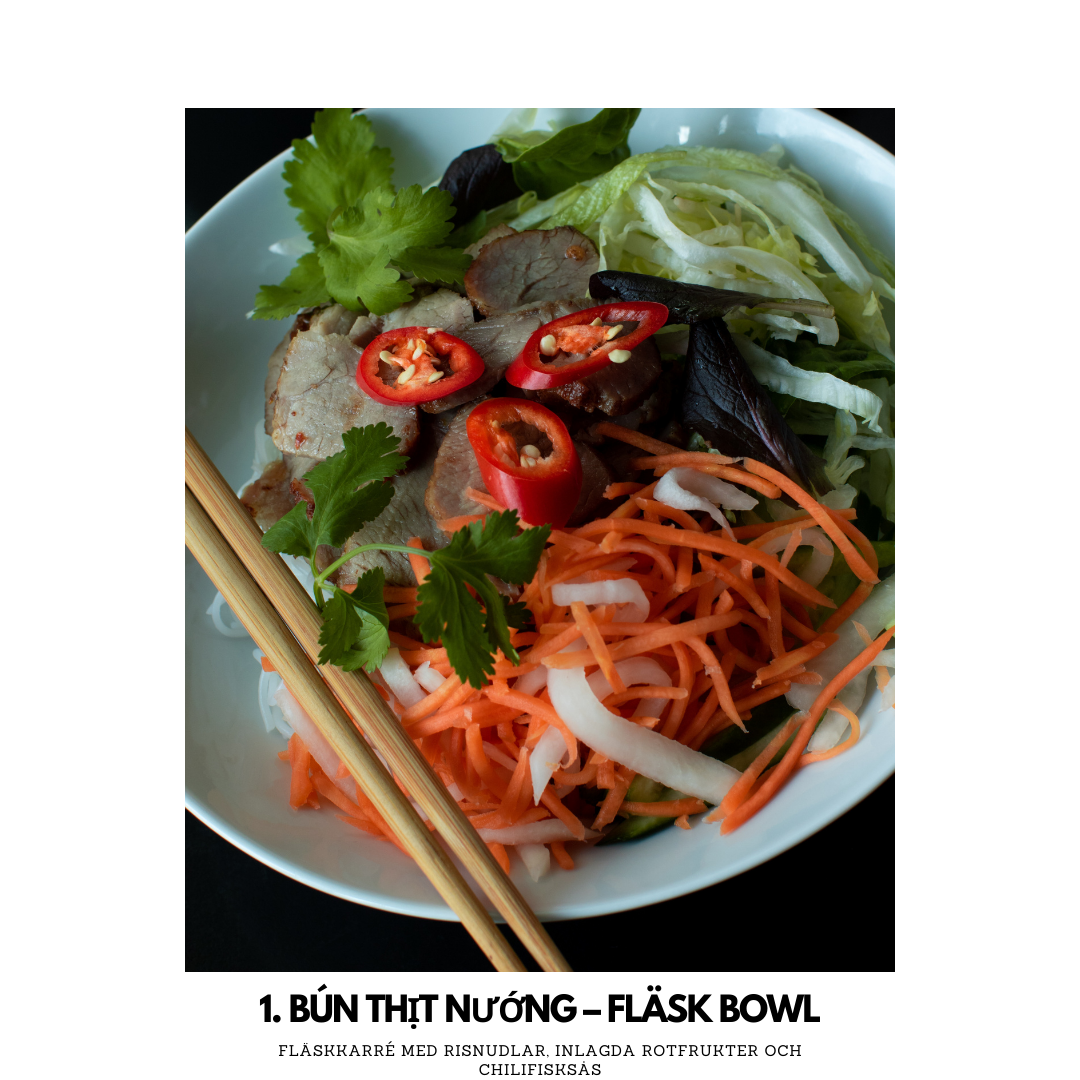 1. BÚN THỊT NƯỚNG – FLÄSK BOWL
FLÄSKKARRÉ MED RISNUDLAR, INLAGDA ROTFRUKTER OCH
CHILIFISKSÅS